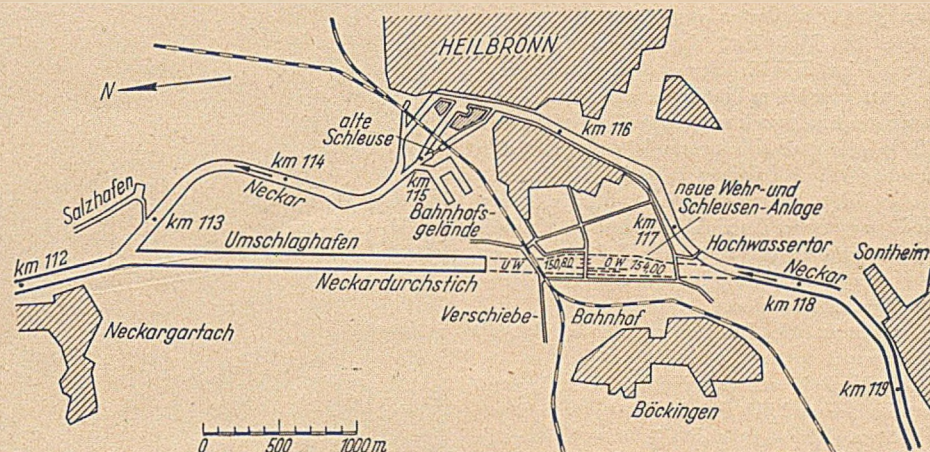 HEILBRONN
N
alte
Schleuse
km 116
km 114
Neckar
km
115
Bahnhofs-
gelände
Salzhafen
km 113
neue Wehr-und
Schleusen-Anlage
km
117
Umschlaghafen
Hochwassertor
Sontheim
km 112
UW 150,80
OW 154,00
Neckar
Neckardurchstich
km 118
Verschiebe-
Bahnhof
Neckargartach
km 119
Böckingen
0 500 1000 m